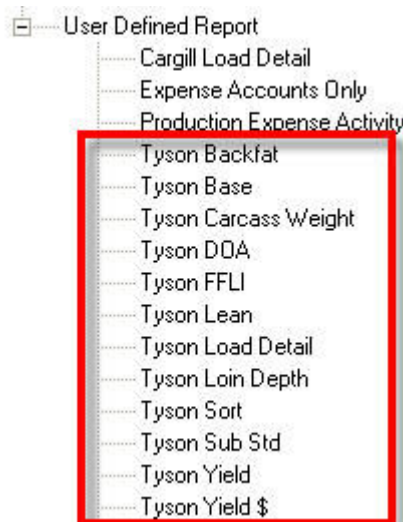 User Defined Report
Cargill Load Detail
Expense Accounts Only
Production Expense Activity
Tyson Backfat
Tyson Base
Tyson Carcass Weight
Tyson DOA
Tyson FFLI
Tyson Lean
Tyson Load Detail
Tyson Loin Depth
Tyson Sort
Tyson Sub Std
Tyson Yield
Tyson Yield $